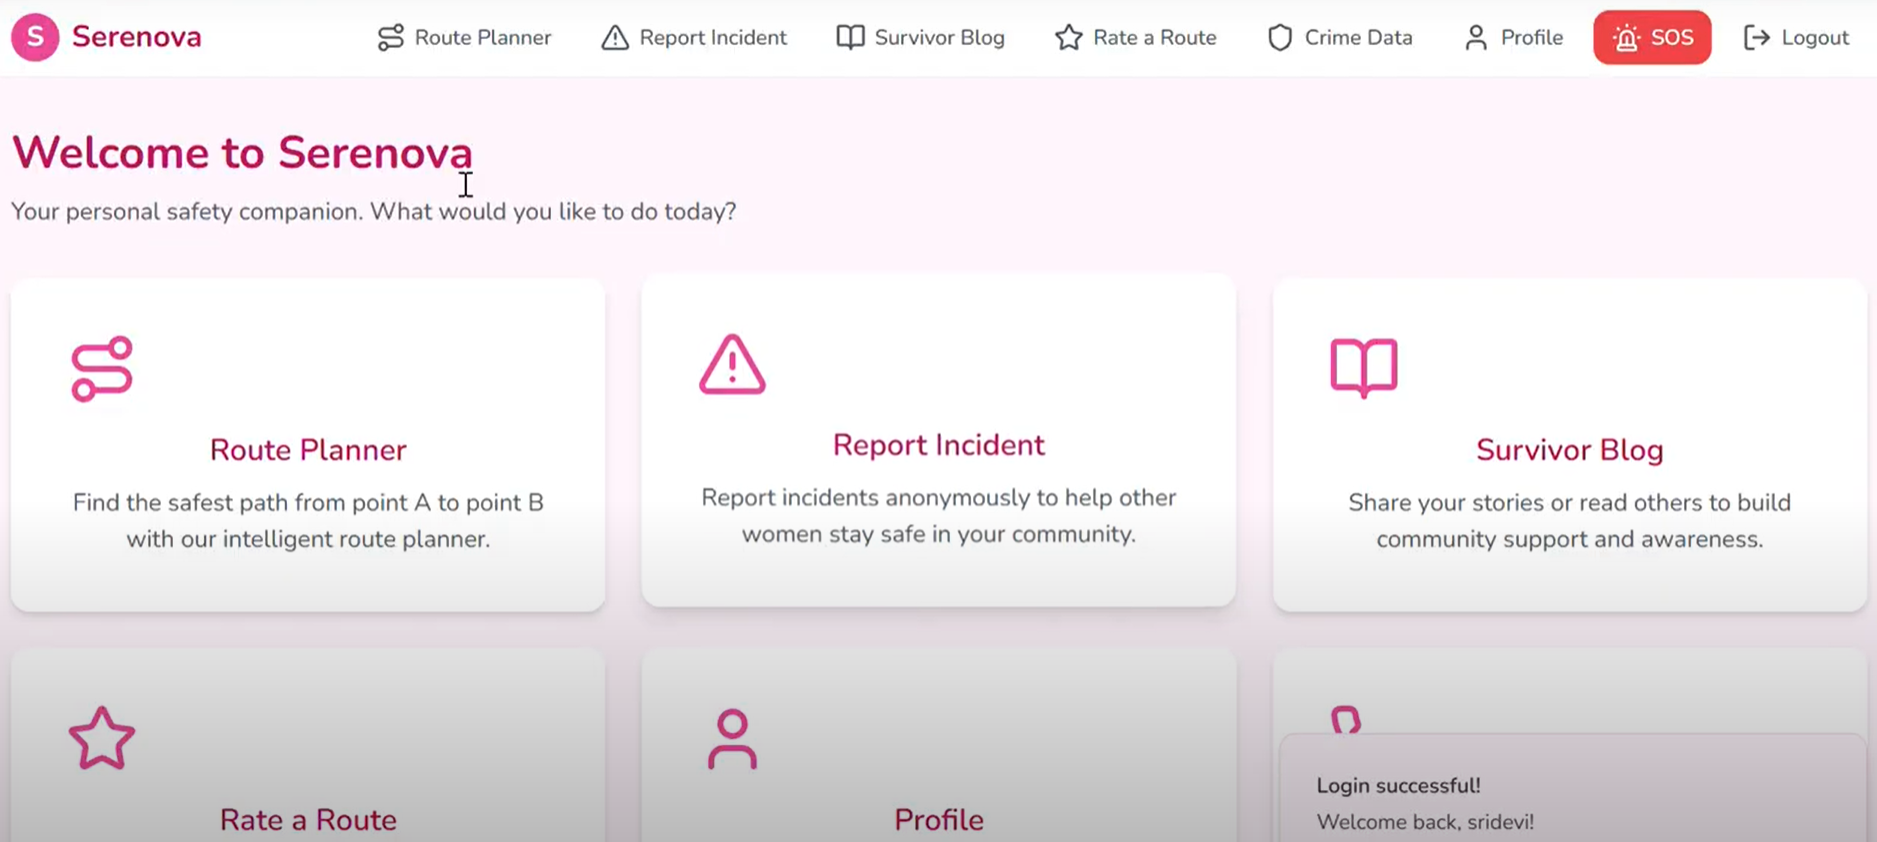 S Serenova Route Planner Report Incident Survivor Blog Rate a Route Crime Data Profile SOS Logout
Welcome to Serenova
Your personal safety companion. What would you like to do today?
Route Planner
Find the safest path from point A to point B
with our intelligent route planner.
Report Incident
Report incidents anonymously to help other
women stay safe in your community.
Survivor Blog
Share your stories or read others to build
community support and awareness.
Rate a Route
Profile
Login successful!
Welcome back, sridevi!